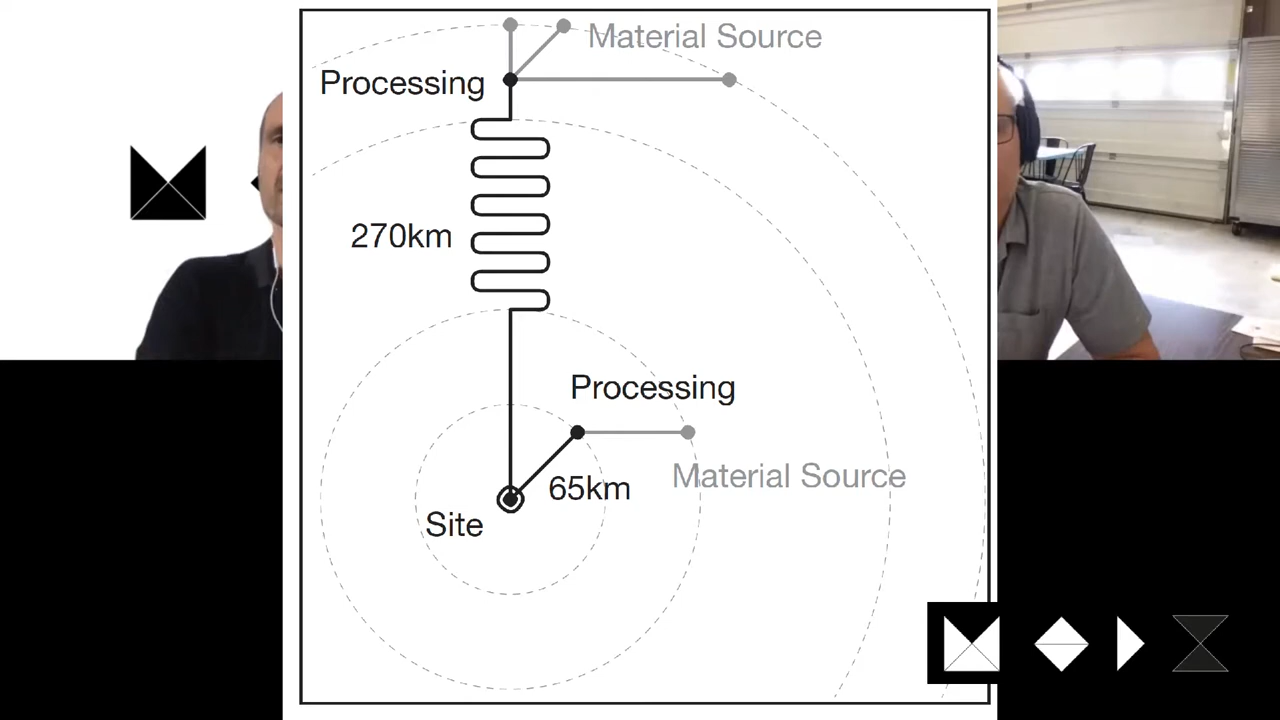 Material Source
Processing
270km
Processing
Material Source
65km
Site